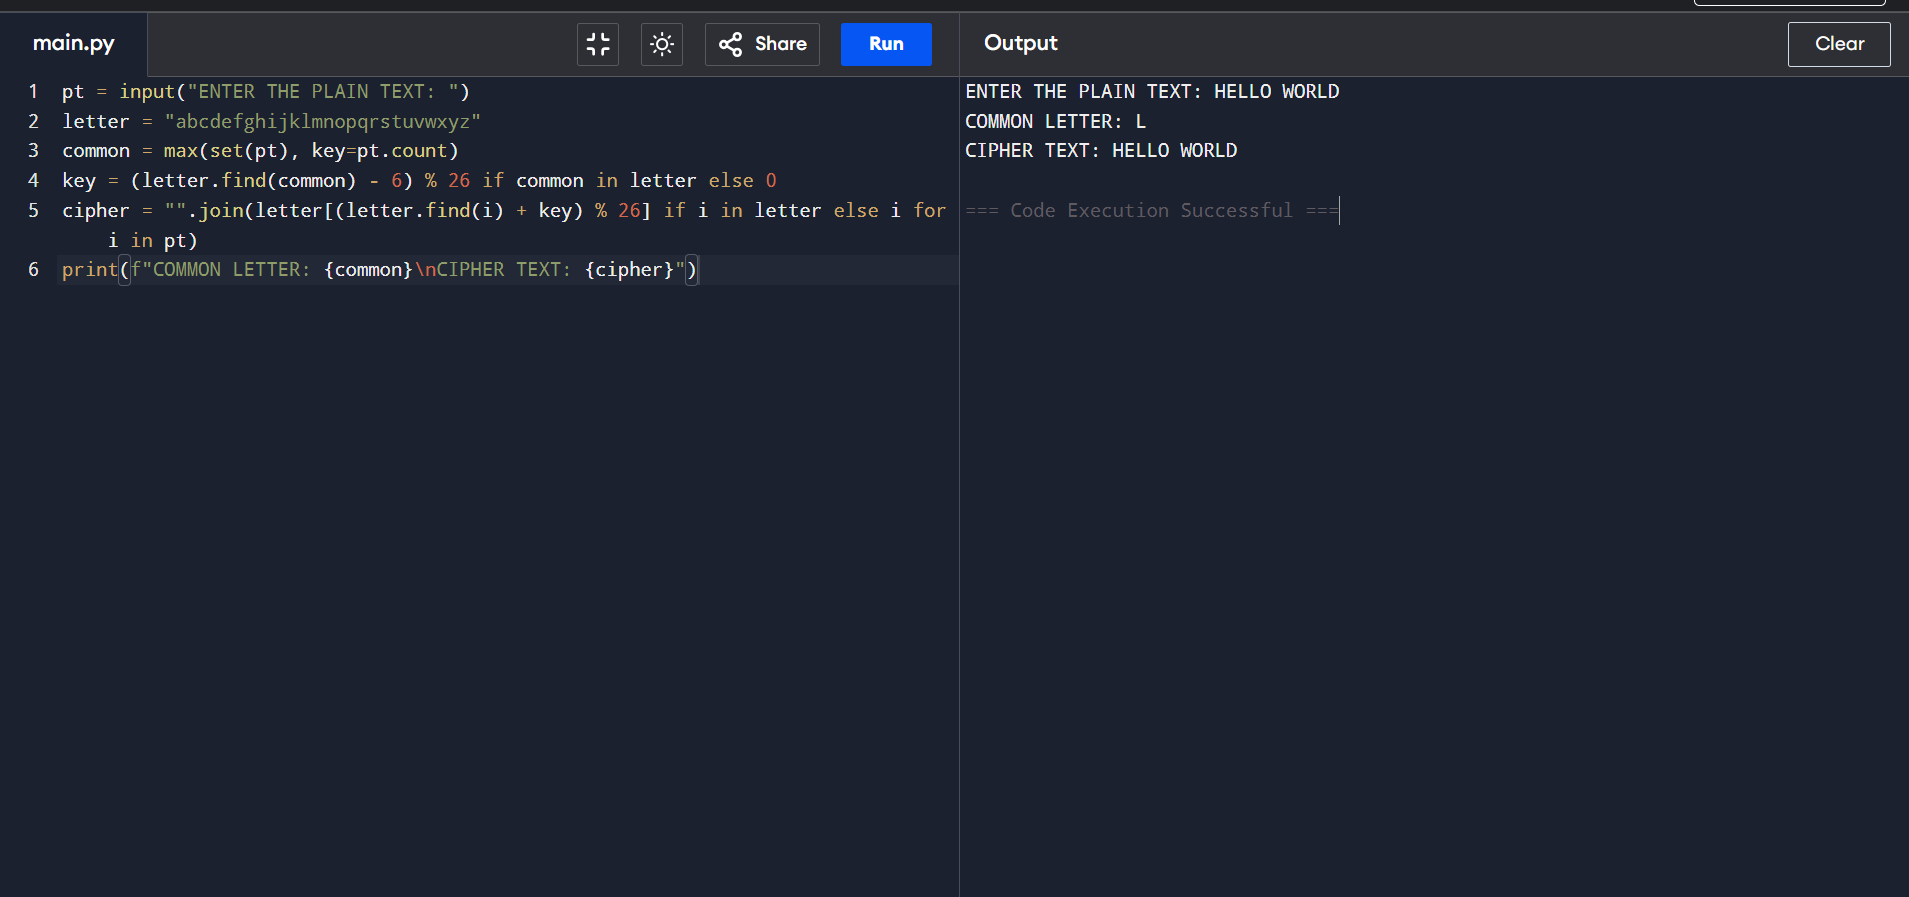 main.py
Share
Run
Output
Clear
1 pt = input("ENTER THE PLAIN TEXT: ")
2 letter = "abcdefghijklmnopqrstuvwxyz"
3 common = max(set(pt), key=pt.count)
4 key = (letter.find(common) - 6) % 26 if common in letter else 0
5 cipher = "".join(letter[(letter.find(i) + key) % 26] if i in letter else i for
i in pt)
6 print(f"COMMON LETTER: {common}\nCIPHER TEXT: {cipher}")
ENTER THE PLAIN TEXT: HELLO WORLD
COMMON LETTER: L
CIPHER TEXT: HELLO WORLD
=== Code Execution Successful ===